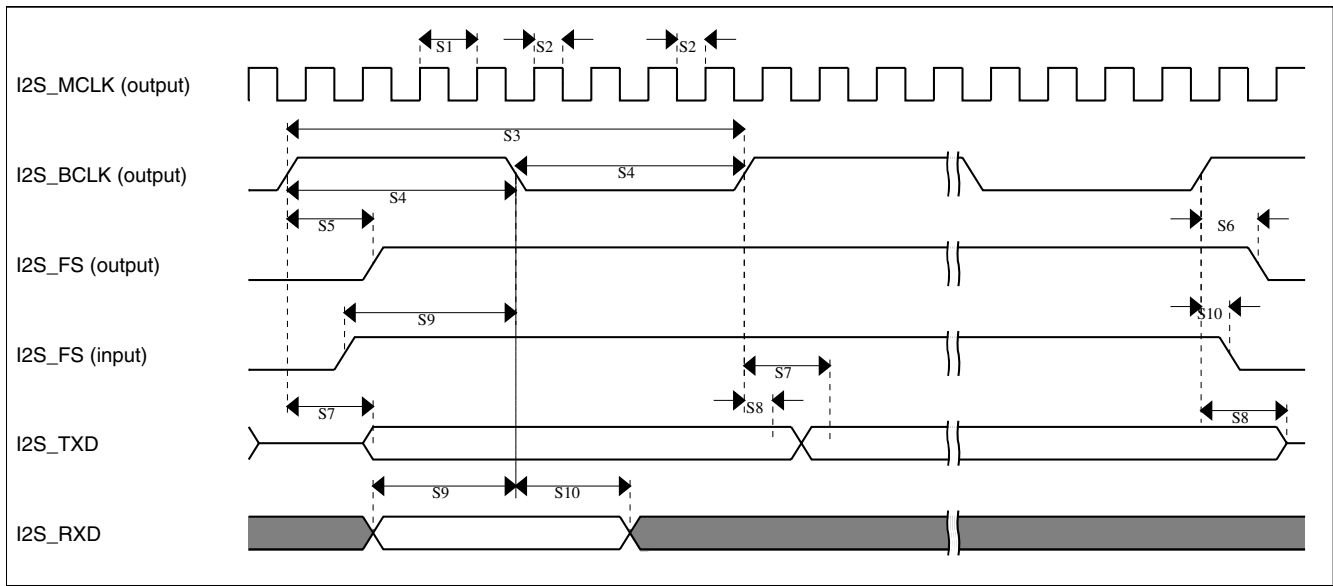 S1
S2
S2
I2S_MCLK (output)
S3
I2S_BCLK (output)
S4
S4
S5
S6
I2S_FS (output)
S9
S10
I2S_FS (input)
S7
S7
S8
S8
I2S_TXD
S9
S10
I2S_RXD